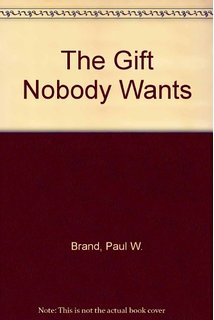 The Gift
Nobody Wants
Brand, Paul W.
Note: This is not the actual book cover